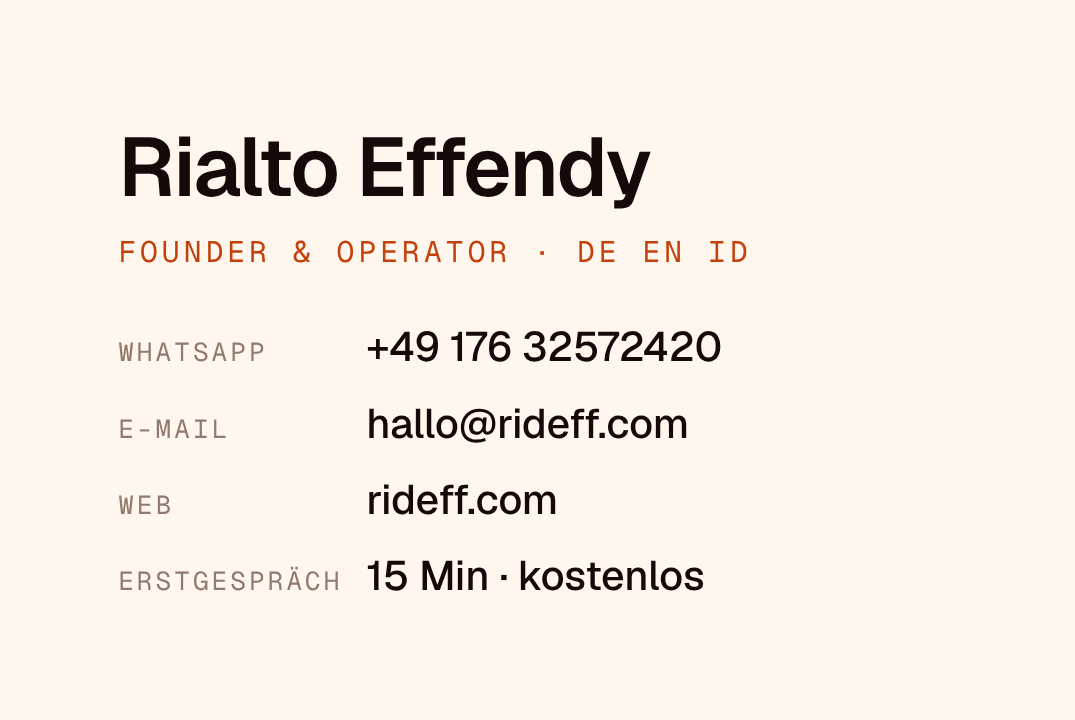 Rialto Effendy
FOUNDER & OPERATOR · DE EN ID
WHATSAPP +49 176 32572420
E-MAIL hallo@rideff.com
WEB rideff.com
ERSTGESPRÄCH 15 Min · kostenlos